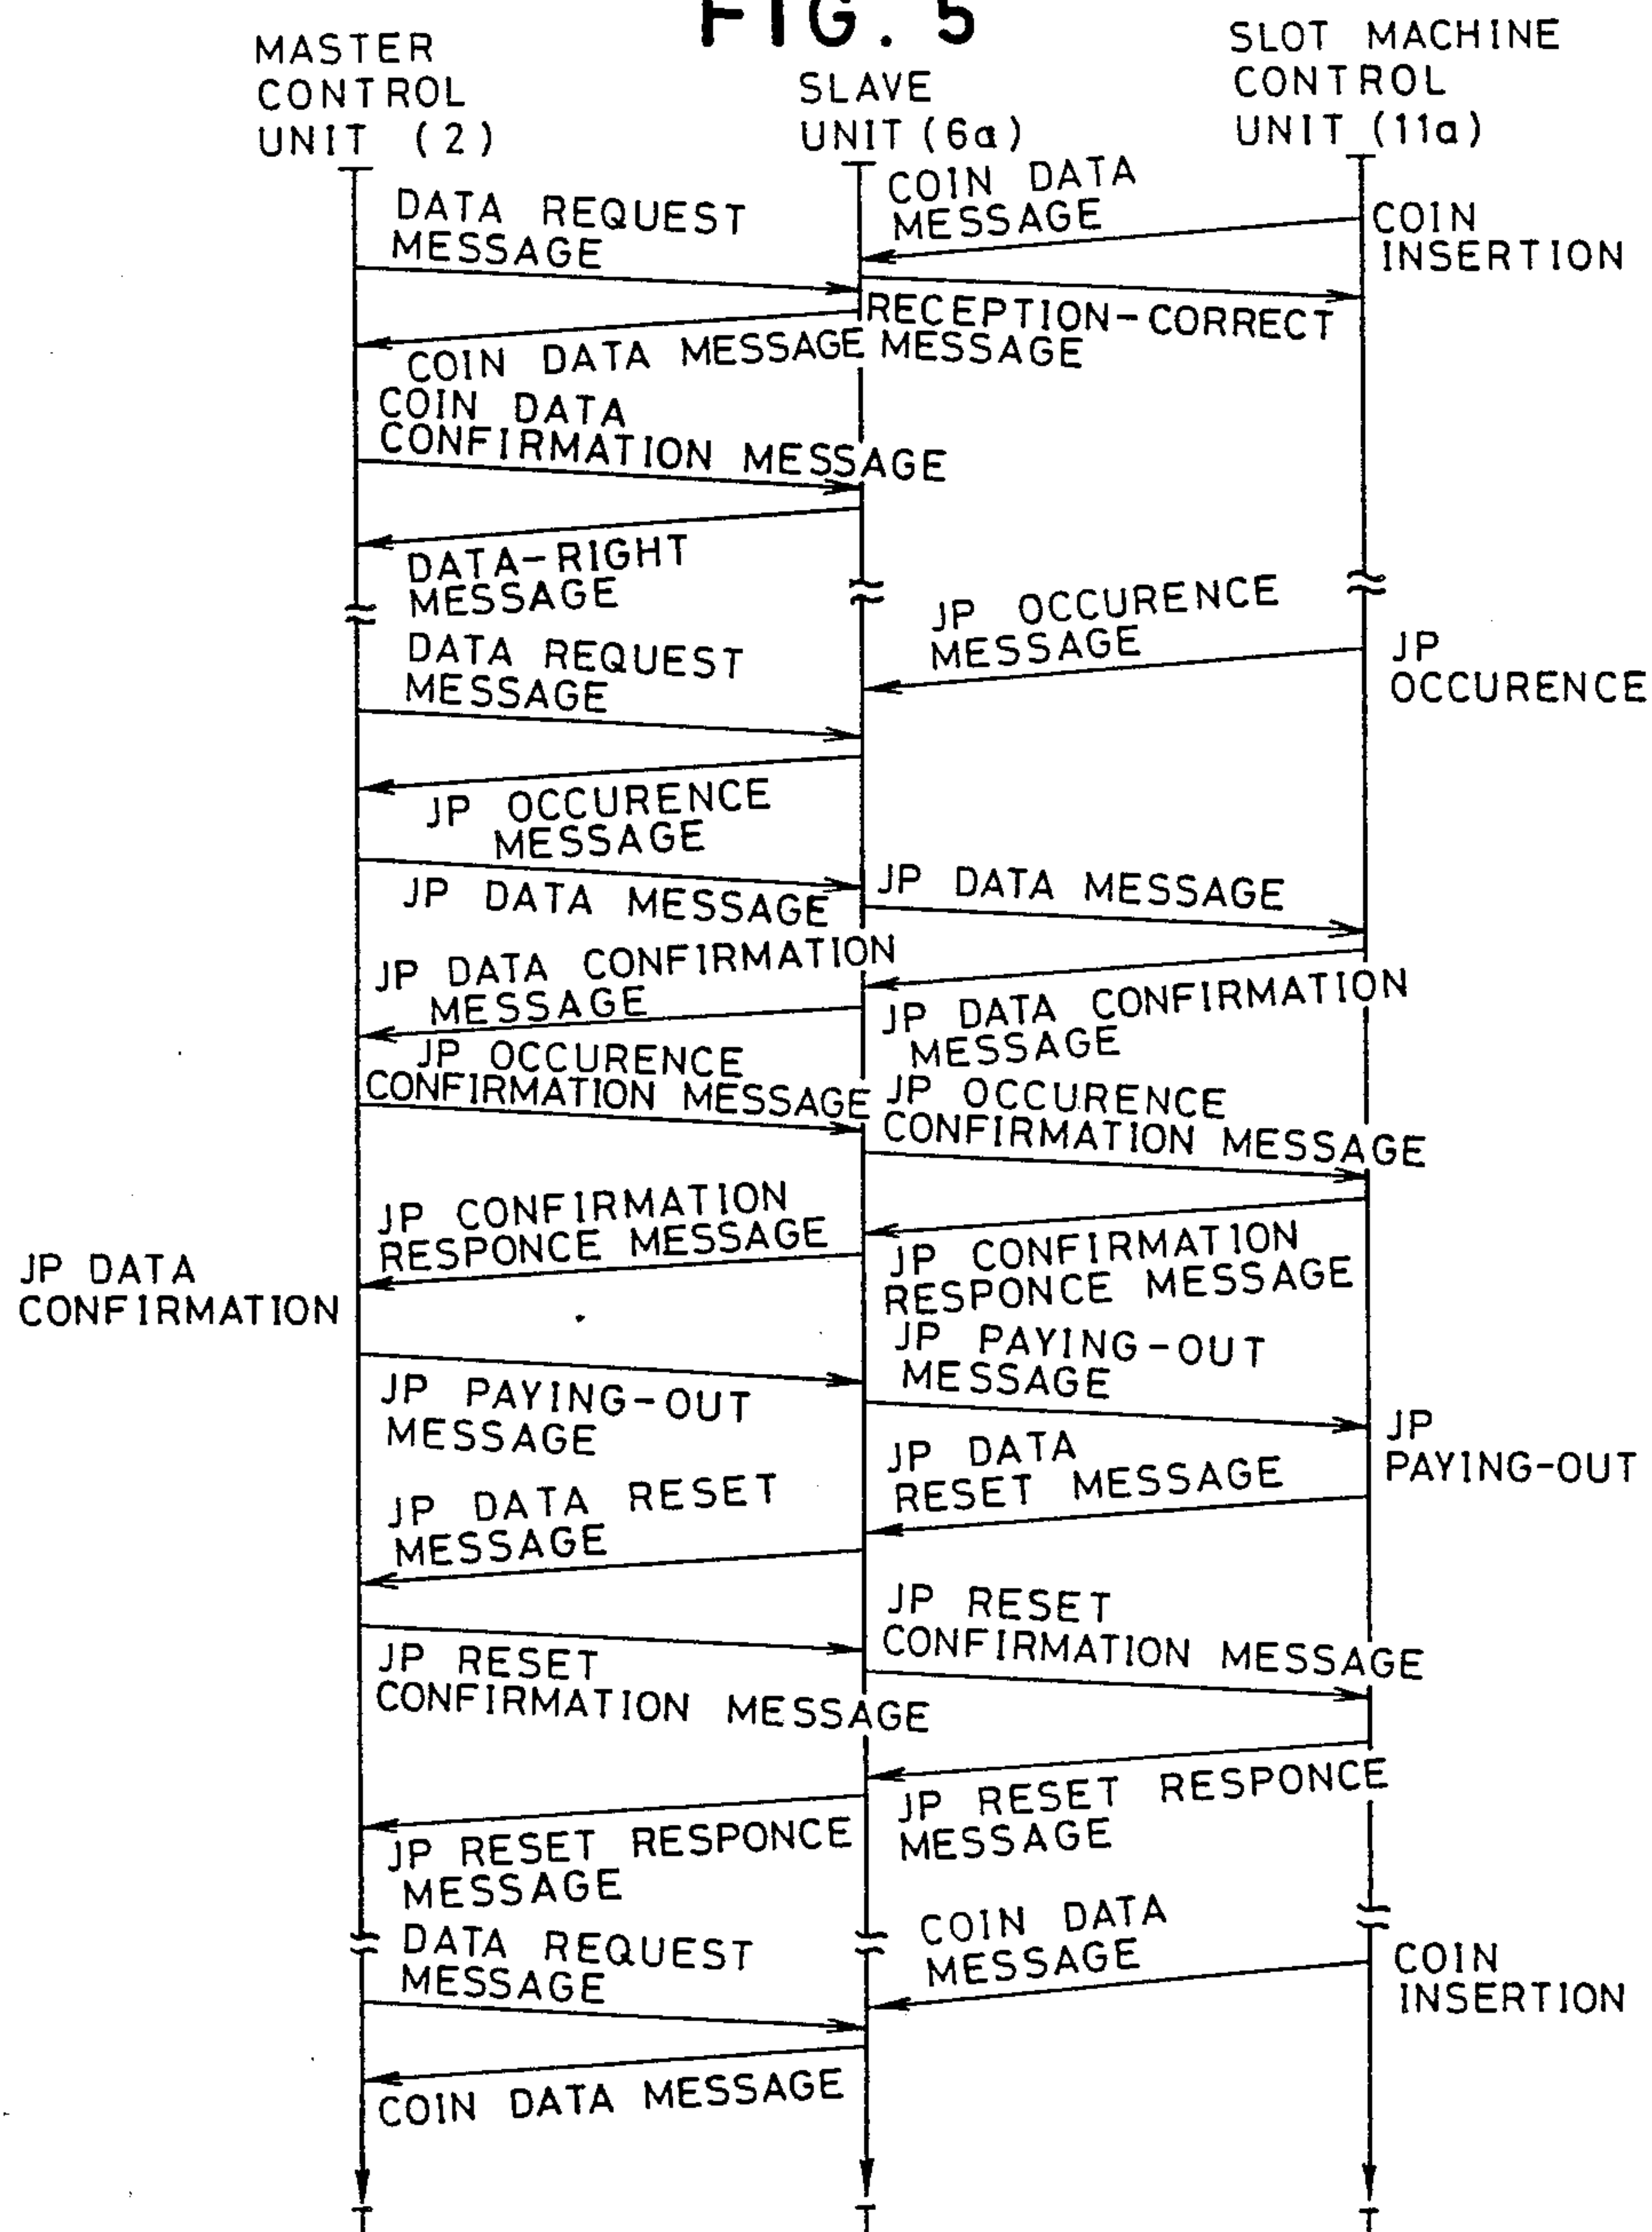 FIG. 5
MASTER
CONTROL
UNIT (2)
SLAVE
UNIT (6a)
SLOT MACHINE
CONTROL
UNIT (11a)
COIN DATA
MESSAGE
COIN
INSERTION
DATA REQUEST
MESSAGE
RECEPTION-CORRECT
MESSAGE
COIN DATA MESSAGE
COIN DATA
CONFIRMATION MESSAGE
DATA-RIGHT
MESSAGE
JP OCCURENCE
MESSAGE
JP
OCCURENCE
DATA REQUEST
MESSAGE
JP OCCURENCE
MESSAGE
JP DATA MESSAGE
JP DATA MESSAGE
JP DATA CONFIRMATION
MESSAGE
JP DATA CONFIRMATION
MESSAGE
JP OCCURENCE
CONFIRMATION MESSAGE
JP OCCURENCE
CONFIRMATION MESSAGE
JP CONFIRMATION
RESPONCE MESSAGE
JP CONFIRMATION
RESPONCE MESSAGE
JP DATA
CONFIRMATION
JP PAYING-OUT
MESSAGE
JP PAYING-OUT
MESSAGE
JP
PAYING-OUT
JP DATA
RESET MESSAGE
JP DATA RESET
MESSAGE
JP RESET
CONFIRMATION MESSAGE
JP RESET
CONFIRMATION MESSAGE
JP RESET RESPONCE
MESSAGE
JP RESET RESPONCE
MESSAGE
COIN DATA
MESSAGE
COIN
INSERTION
DATA REQUEST
MESSAGE
COIN DATA MESSAGE